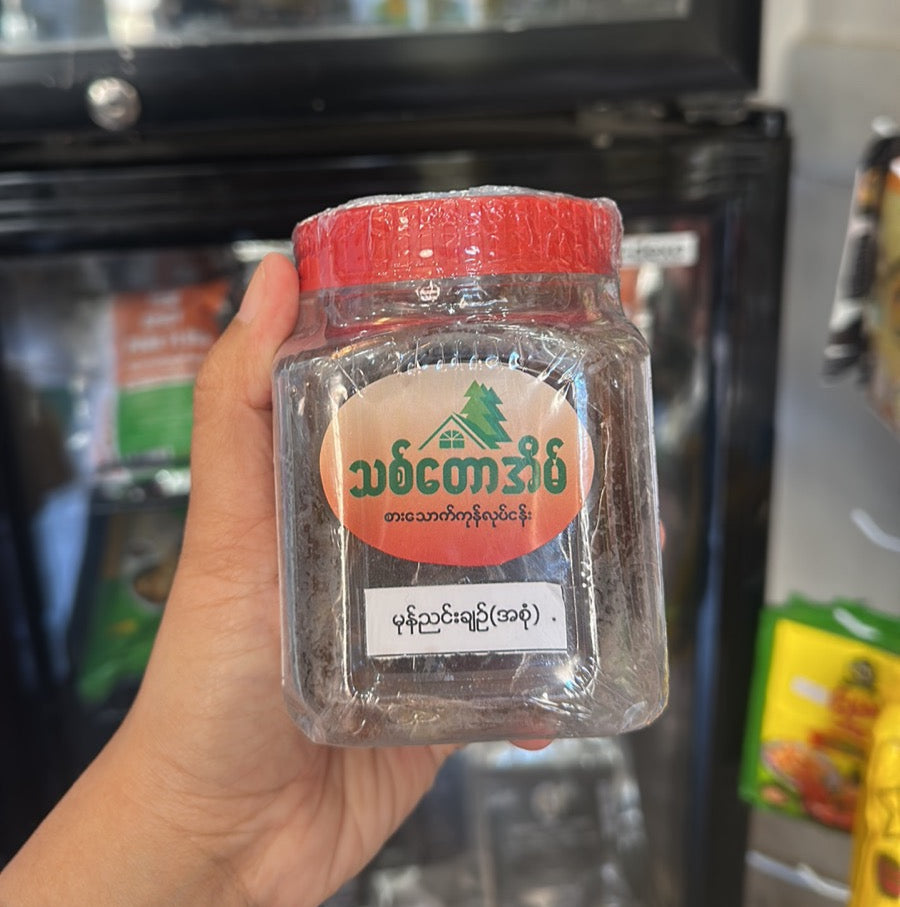 သစ်တောအိမ်
စားသောက်ကုန်လုပ်ငန်း
မုန်ညင်းချဉ်(အစုံ) .